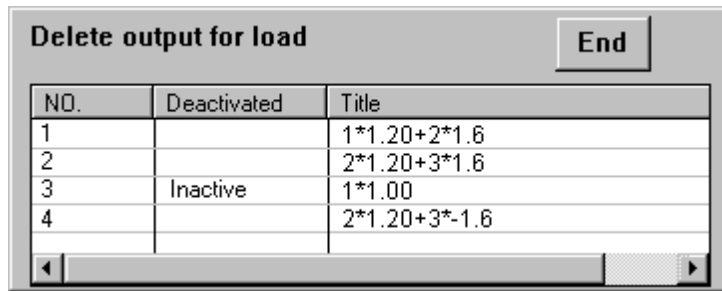 Delete output for load End
NO. Deactivated Title
1 1*1.20+2*1.6
2 2*1.20+3*1.6
3 Inactive 1*1.00
4 2*1.20+3*-1.6